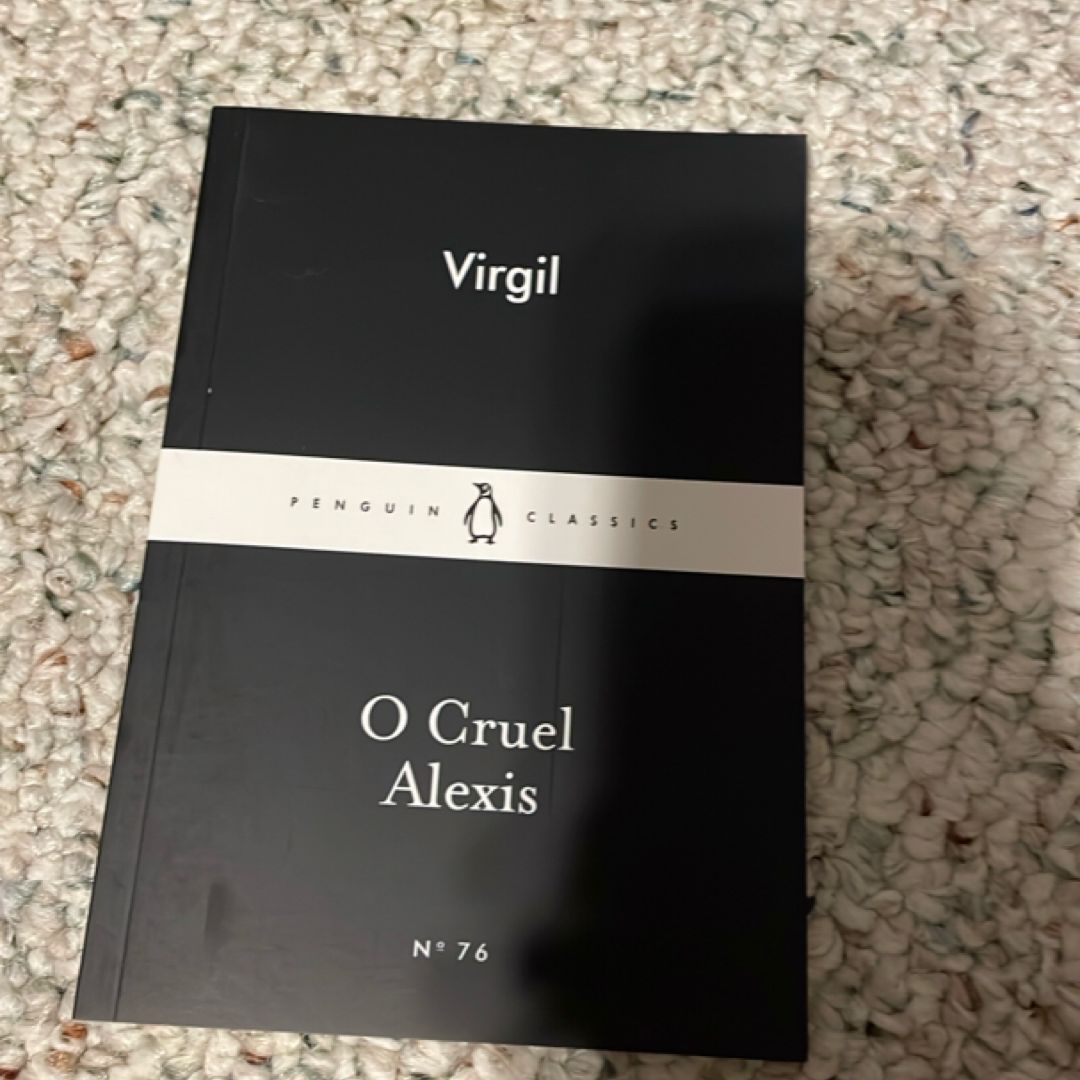 Virgil
PENGUIN CLASSICS
O Cruel
Alexis
Nº 76